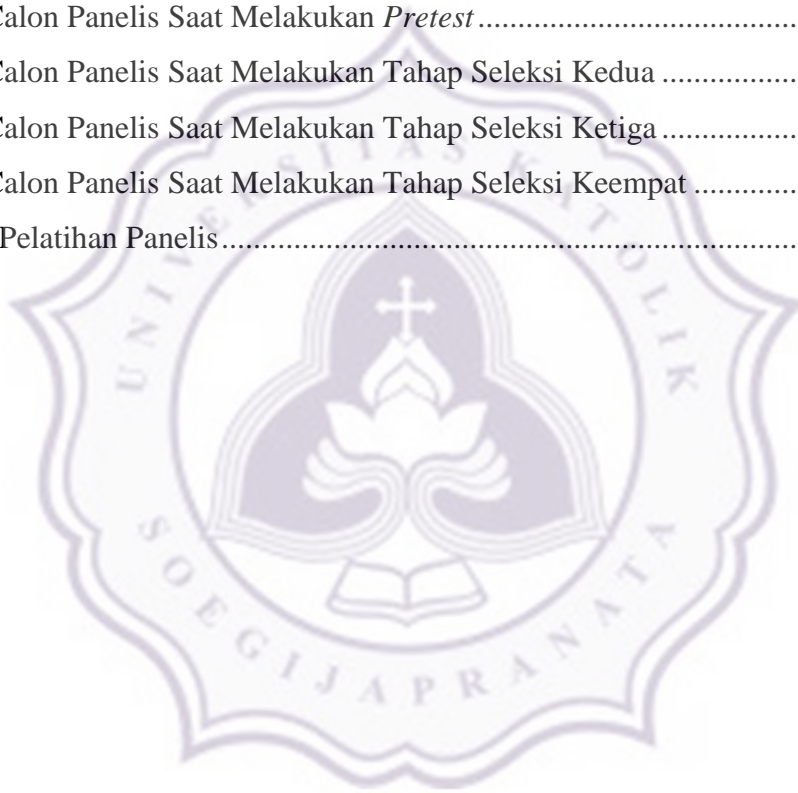 Calon Panelis Saat Melakukan Pretest........................................
Calon Panelis Saat Melakukan Tahap Seleksi Kedua .................
Calon Panelis Saat Melakukan Tahap Seleksi Ketiga.................
Calon Panelis Saat Melakukan Tahap Seleksi Keempat .............
Pelatihan Panelis.........................................................................
UNIVERSITAS KATOLIK
SOEGIJAPRANATA